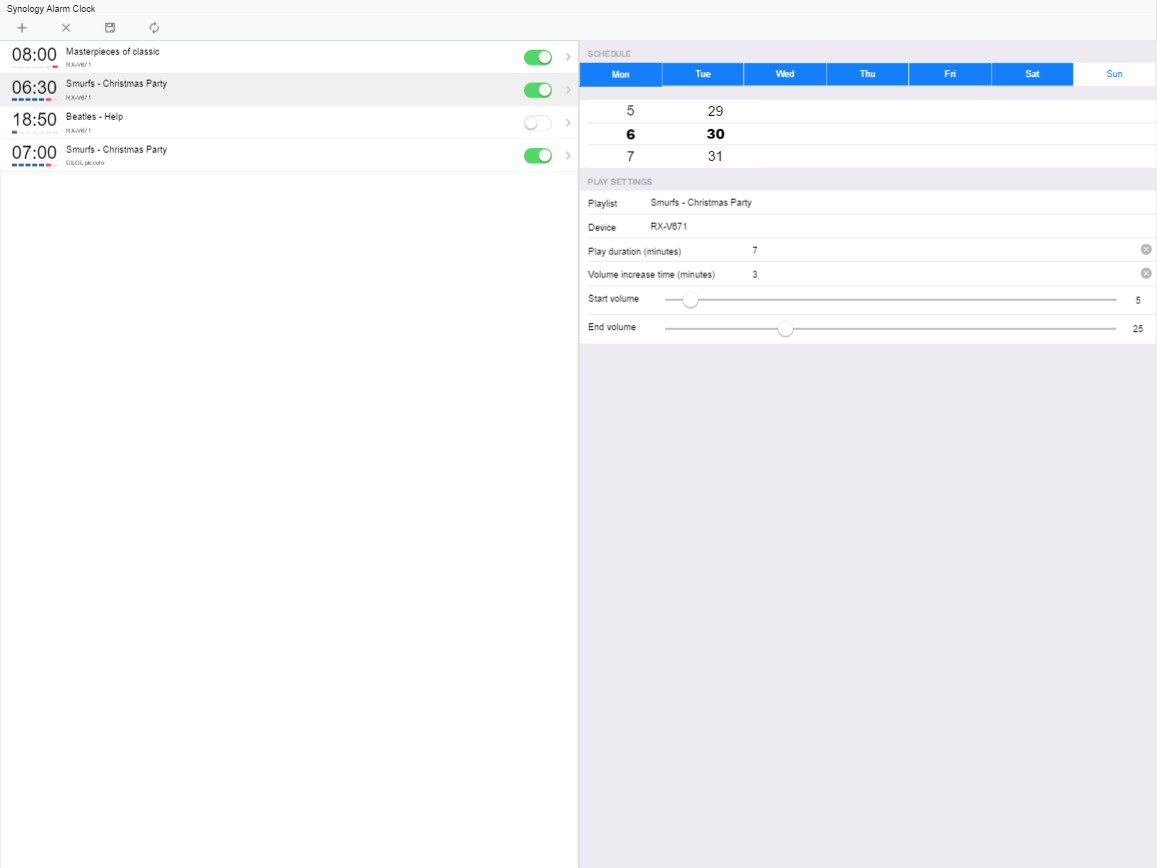 Synology Alarm Clock
08:00 Masterpieces of classic
RX-V671
06:30 Smurfs - Christmas Party
RX-V671
18:50 Beatles - Help
RX-V671
07:00 Smurfs - Christmas Party
CEOL piccolo
SCHEDULE
Mon Tue Wed Thu Fri Sat Sun
5 29
6 30
7 31
PLAY SETTINGS
Playlist Smurfs - Christmas Party
Device RX-V671
Play duration (minutes) 7
Volume increase time (minutes) 3
Start volume 5
End volume 25